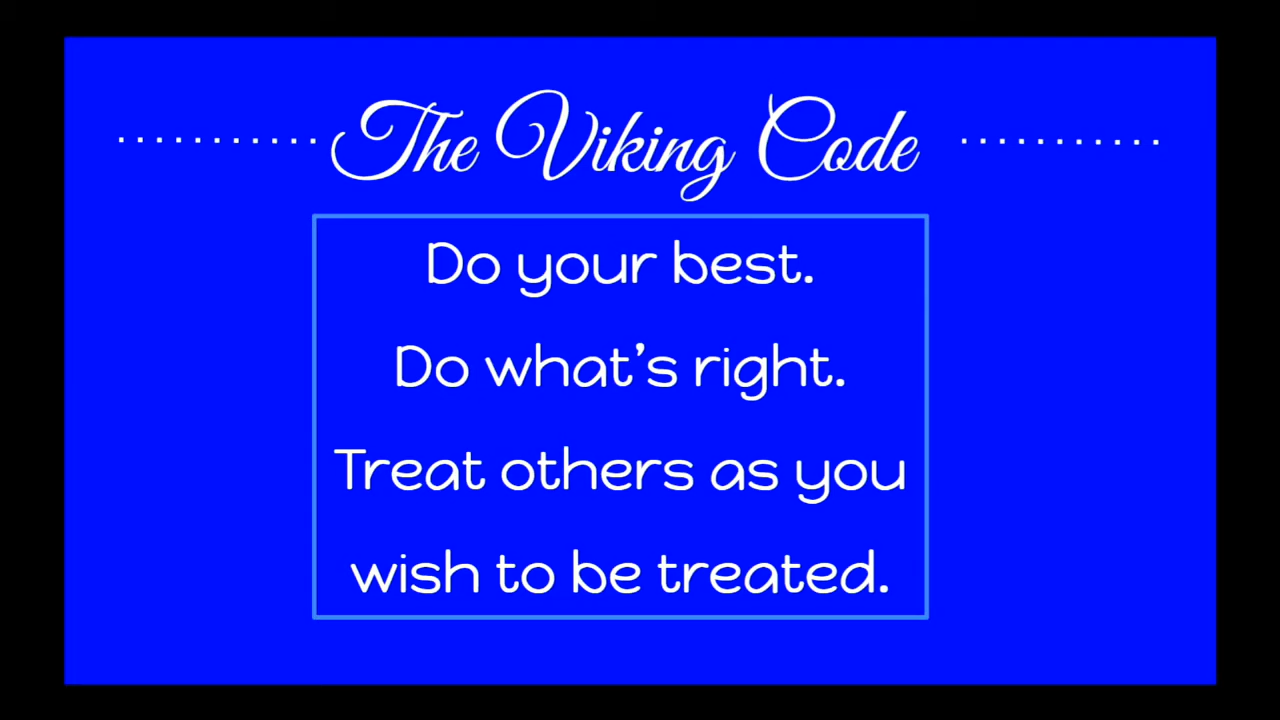 The Viking Code
Do your best.
Do what’s right.
Treat others as you
wish to be treated.